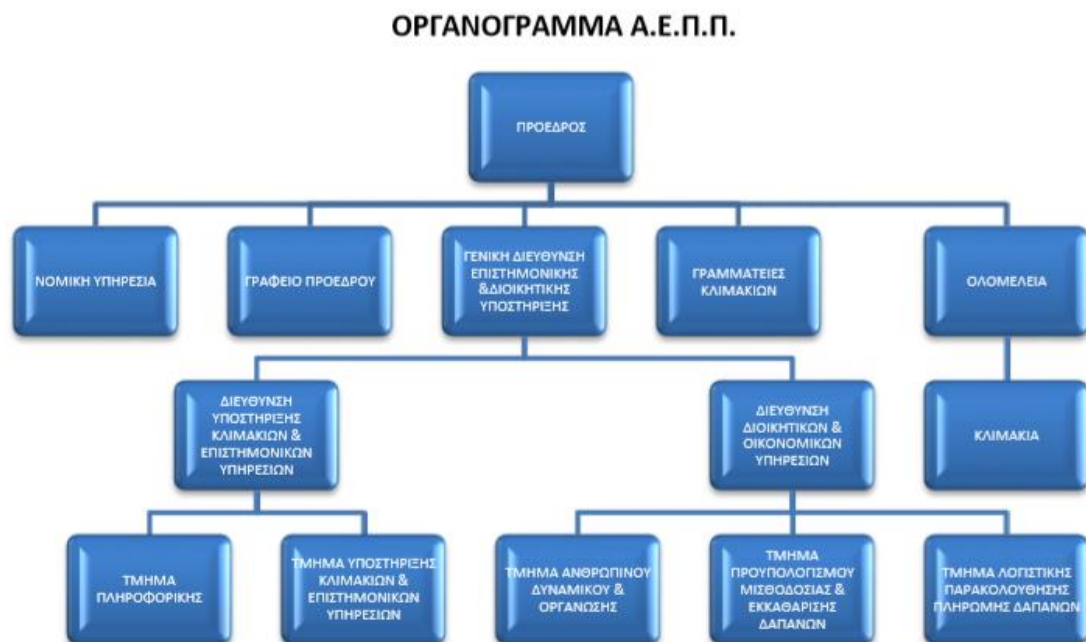 ΟΡΓΑΝΟΓΡΑΜΜΑ Α.Ε.Π.Π.
ΠΡΟΕΔΡΟΣ
ΝΟΜΙΚΗ ΥΠΗΡΕΣΙΑ
ΓΡΑΦΕΙΟ ΠΡΟΕΔΡΟΥ
ΓΕΝΙΚΗ ΔΙΕΥΘΥΝΣΗ
ΕΠΙΣΤΗΜΟΝΙΚΗΣ
&ΔΙΟΙΚΗΤΙΚΗΣ
ΥΠΟΣΤΗΡΙΞΗΣ
ΓΡΑΜΜΑΤΕΙΕΣ
ΚΛΙΜΑΚΙΩΝ
ΟΛΟΜΕΛΕΙΑ
ΔΙΕΥΘΥΝΣΗ
ΥΠΟΣΤΗΡΙΞΗΣ
ΚΛΙΜΑΚΙΩΝ &
ΕΠΙΣΤΗΜΟΝΙΚΩΝ
ΥΠΗΡΕΣΙΩΝ
ΔΙΕΥΘΥΝΣΗ
ΔΙΟΙΚΗΤΙΚΩΝ &
ΟΙΚΟΝΟΜΙΚΩΝ
ΥΠΗΡΕΣΙΩΝ
ΚΛΙΜΑΚΙΑ
ΤΜΗΜΑ
ΠΛΗΡΟΦΟΡΙΚΗΣ
ΤΜΗΜΑ ΥΠΟΣΤΗΡΙΞΗΣ
ΚΛΙΜΑΚΙΩΝ &
ΕΠΙΣΤΗΜΟΝΙΚΩΝ
ΥΠΗΡΕΣΙΩΝ
ΤΜΗΜΑ ΑΝΘΡΩΠΙΝΟΥ
ΔΥΝΑΜΙΚΟΥ &
ΟΡΓΑΝΩΣΗΣ
ΤΜΗΜΑ
ΠΡΟΥΠΟΛΟΓΙΣΜΟΥ
ΜΙΣΘΟΔΟΣΙΑΣ &
ΕΚΚΑΘΑΡΙΣΗΣ
ΔΑΠΑΝΩΝ
ΤΜΗΜΑ ΛΟΓΙΣΤΙΚΗΣ
ΠΑΡΑΚΟΛΟΥΘΗΣΗΣ
ΠΛΗΡΩΜΗΣ ΔΑΠΑΝΩΝ